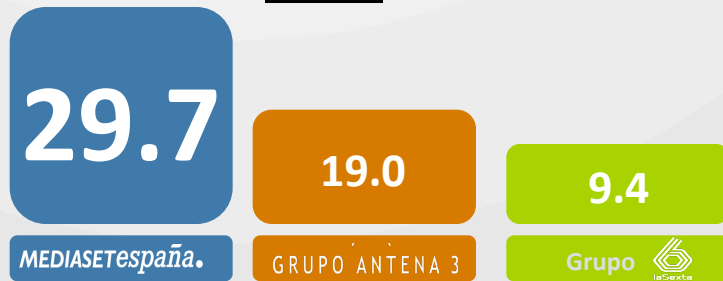 29.7
19.0
9.4
MEDIASETespaña.
GRUPO ANTENA 3
Grupo laSexta